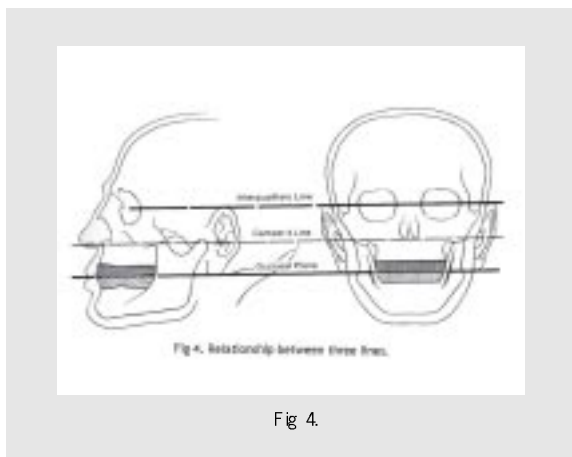 Interpupillary Line
Camper's Line
Occlusal Plane
Fig 4. Relationship between three lines.
Fig 4.